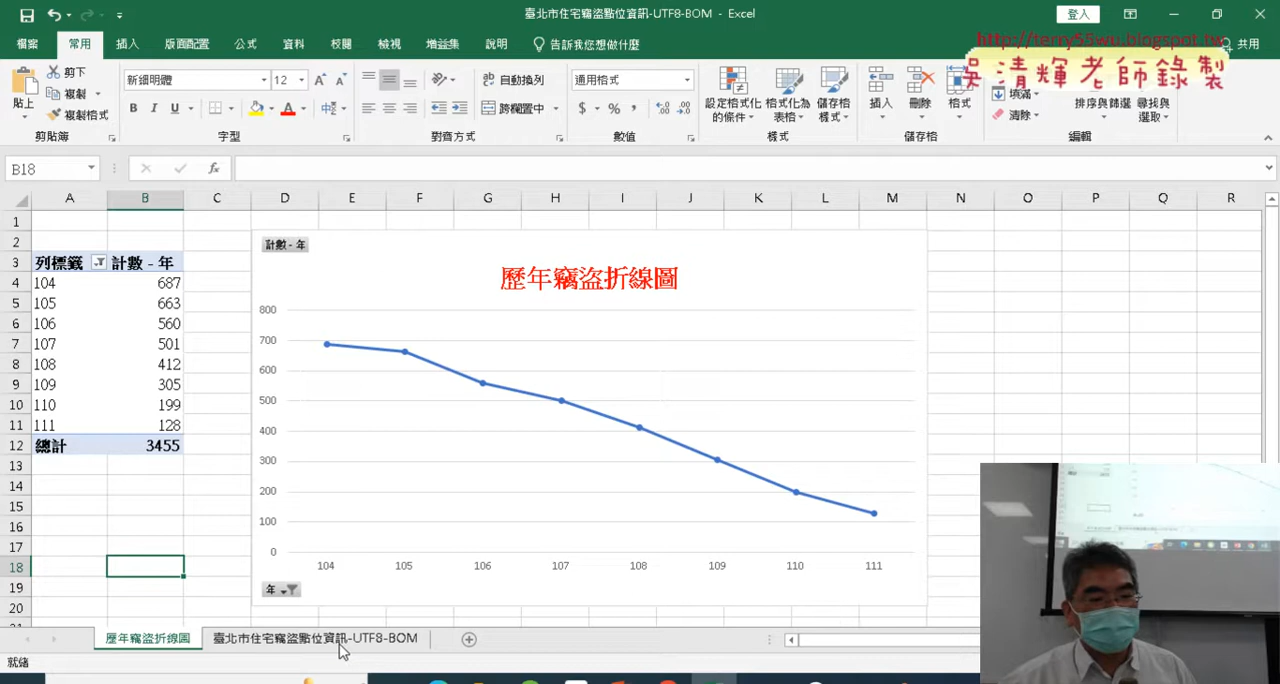 臺北市住宅竊盜點位資訊-UTF8-BOM - Excel
登入
檔案 常用 插入 版面配置 公式 資料 校閱 檢視 增益集 說明 告訴我您想做什麼 共用
http://terry55wu.blogspot.tw
吳清輝老師錄製
貼上 剪下 複製 複製格式 剪貼簿
新細明體 12 B I U 字型
自動換列 跨欄置中 對齊方式
通用格式 $ % 數值
設定格式化的條件 格式化為表格 儲存格樣式 樣式
插入 刪除 格式 儲存格
填滿 清除 排序與篩選 尋找與選取 編輯
B18 fx
A B C D E F G H I J K L M N O P Q R
1
2
3 列標籤 計數 - 年
4 104 687
5 105 663
6 106 560
7 107 501
8 108 412
9 109 305
10 110 199
11 111 128
12 總計 3455
13
14
15
16
17
18
19
20
計數 - 年
歷年竊盜折線圖
800
700
600
500
400
300
200
100
0
104 105 106 107 108 109 110 111
年
歷年竊盜折線圖 臺北市住宅竊盜點位資訊-UTF8-BOM
就緒